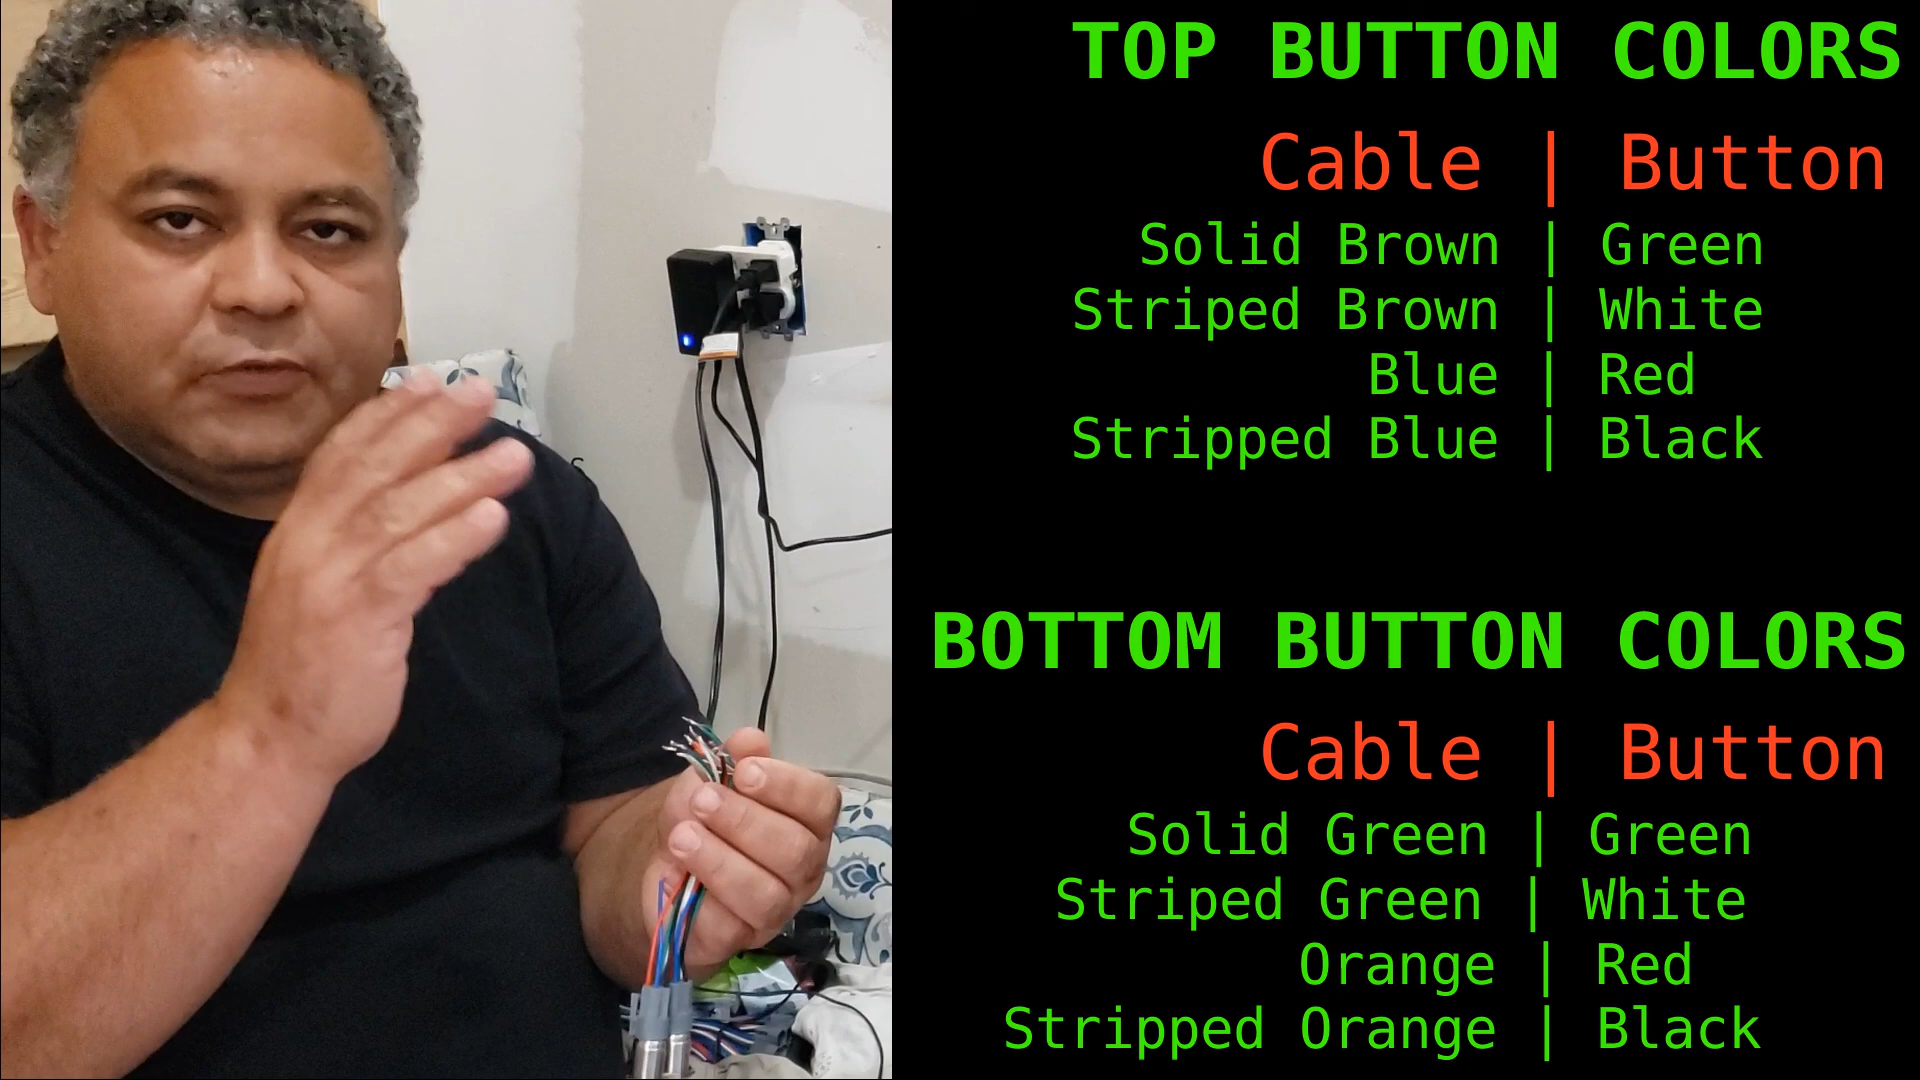 TOP BUTTON COLORS
Cable | Button
Solid Brown | Green
Striped Brown | White
Blue | Red
Stripped Blue | Black
BOTTOM BUTTON COLORS
Cable | Button
Solid Green | Green
Striped Green | White
Orange | Red
Stripped Orange | Black